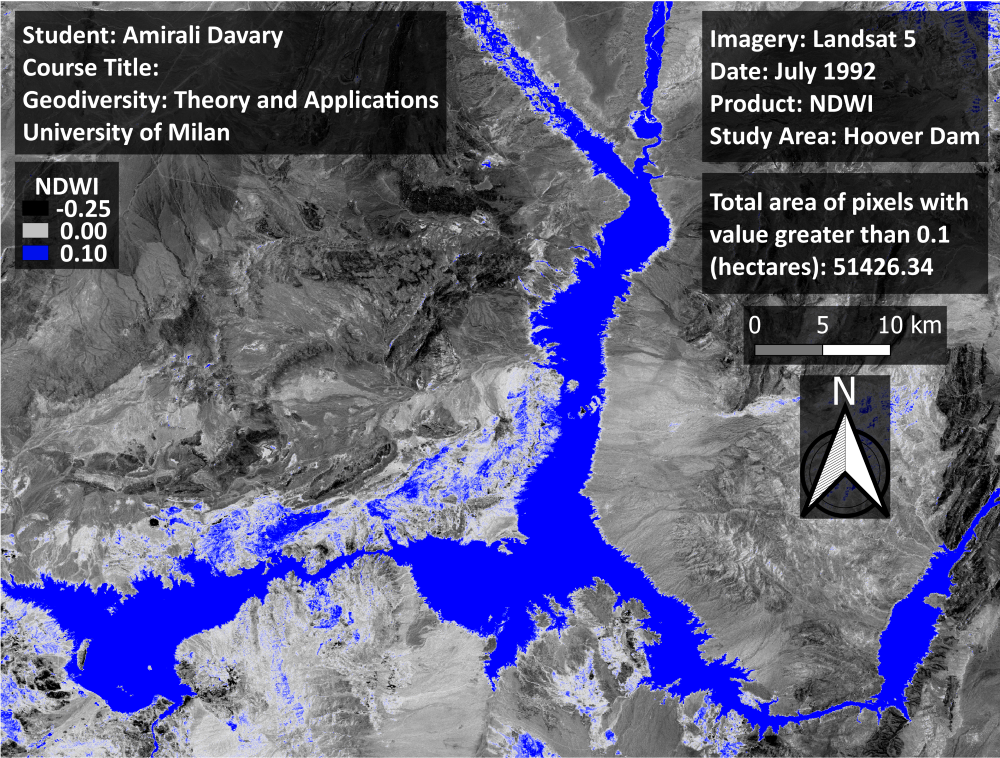 Student: Amirali Davary
Course Title:
Geodiversity: Theory and Applications
University of Milan
Imagery: Landsat 5
Date: July 1992
Product: NDWI
Study Area: Hoover Dam
NDWI
-0.25
0.00
0.10
Total area of pixels with
value greater than 0.1
(hectares): 51426.34
0 5 10 km
N